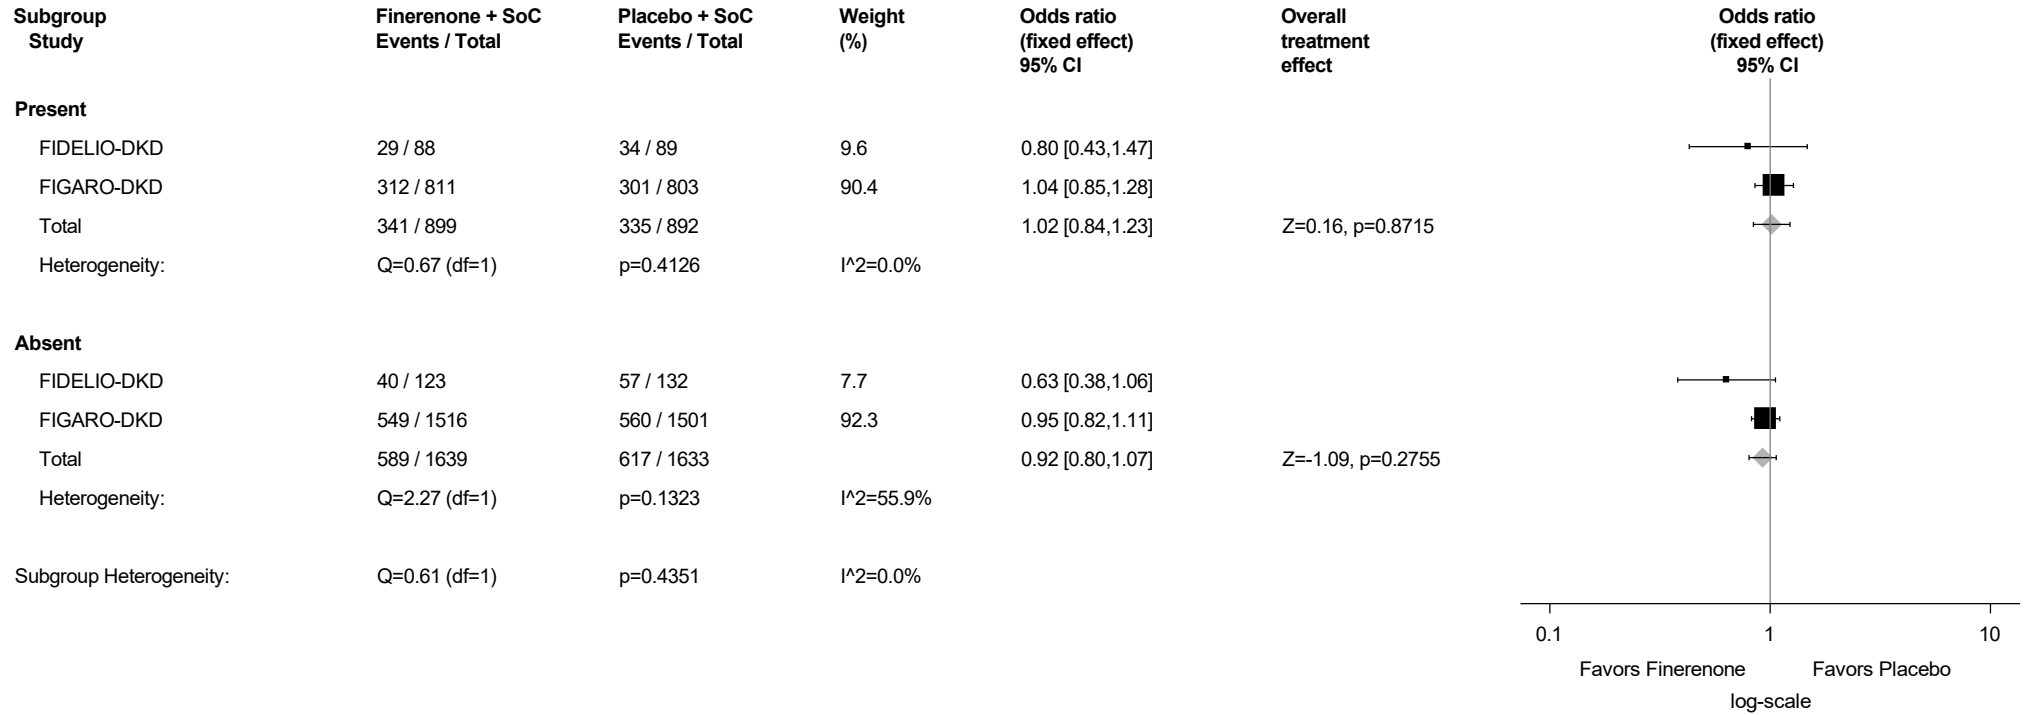 Subgroup Finerenone + SoC Placebo + SoC Weight Odds ratio Overall Odds ratio
Study Events / Total Events / Total (%) (fixed effect) treatment (fixed effect)
95% CI effect 95% CI
Present
FIDELIO-DKD 29 / 88 34 / 89 9.6 0.80 [0.43,1.47]
FIGARO-DKD 312 / 811 301 / 803 90.4 1.04 [0.85,1.28]
Total 341 / 899 335 / 892 1.02 [0.84,1.23] Z=0.16, p=0.8715
Heterogeneity: Q=0.67 (df=1) p=0.4126 I^2=0.0%
Absent
FIDELIO-DKD 40 / 123 57 / 132 7.7 0.63 [0.38,1.06]
FIGARO-DKD 549 / 1516 560 / 1501 92.3 0.95 [0.82,1.11]
Total 589 / 1639 617 / 1633 0.92 [0.80,1.07] Z=-1.09, p=0.2755
Heterogeneity: Q=2.27 (df=1) p=0.1323 I^2=55.9%
Subgroup Heterogeneity: Q=0.61 (df=1) p=0.4351 I^2=0.0%
0.1 1 10
Favors Finerenone Favors Placebo
log-scale